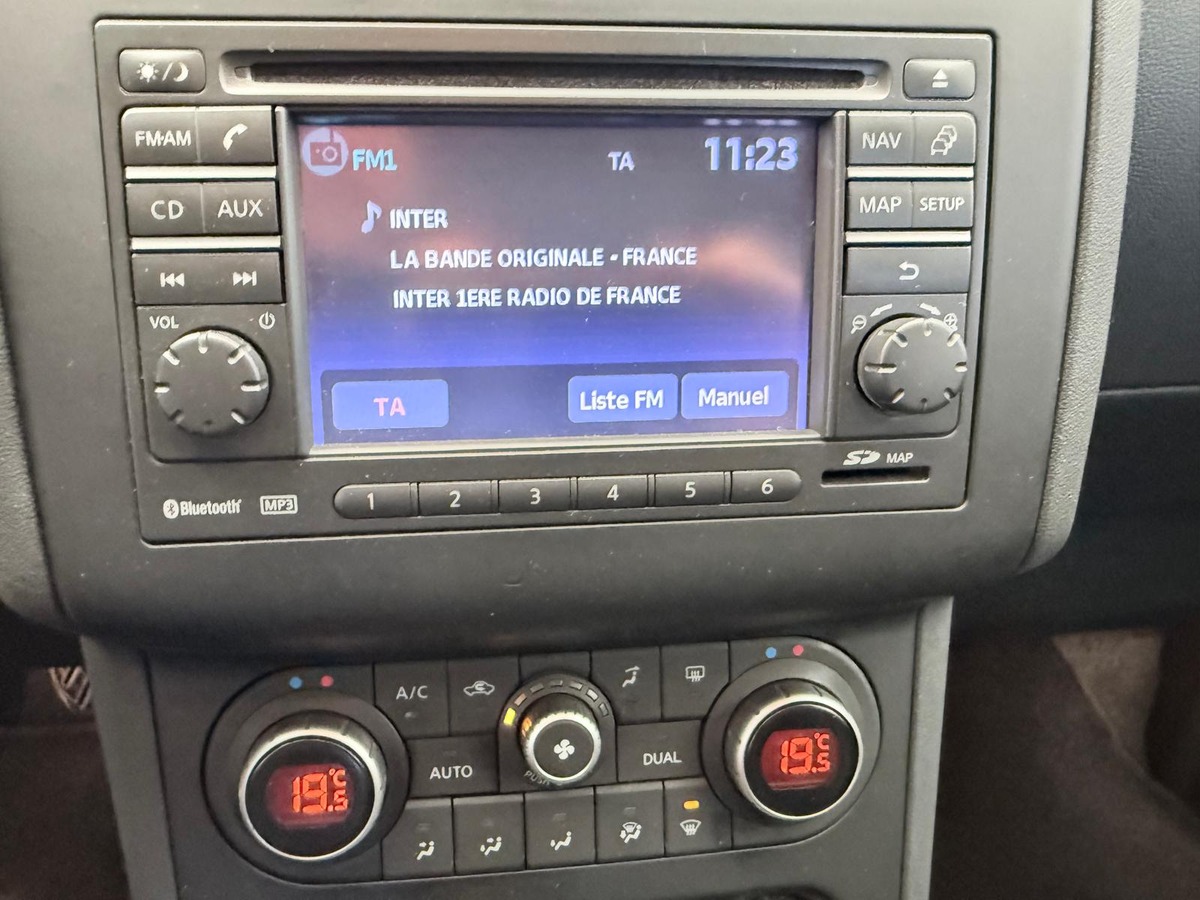 FM·AM
FM1
TA
11:23
NAV
CD
AUX
INTER
MAP
SETUP
LA BANDE ORIGINALE - FRANCE
INTER 1ERE RADIO DE FRANCE
VOL
TA
Liste FM
Manuel
SD MAP
Bluetooth
MP3
1
2
3
4
5
6
A/C
AUTO
PUSH
DUAL
19.5 °C
19.5 °C